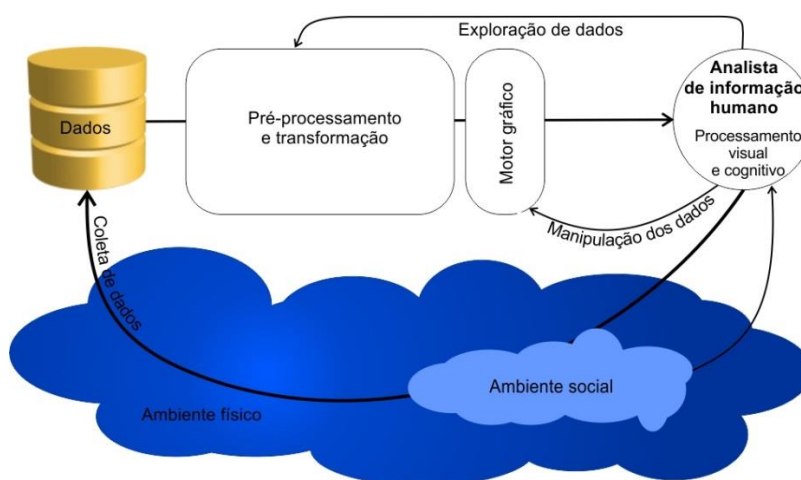 Exploração de dados
Dados
Pré-processamento
e transformação
Motor gráfico
Analista
de informação
humano
Processamento
visual
e cognitivo
Manipulação dos dados
Coleta de dados
Ambiente físico
Ambiente social